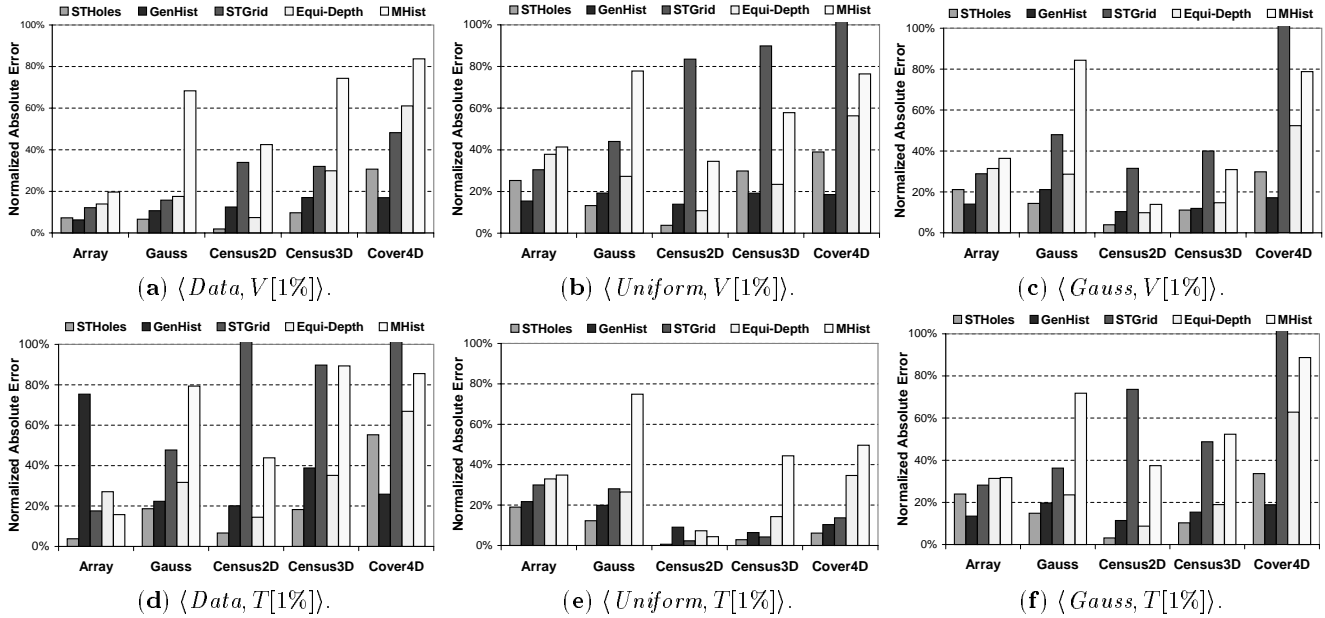 STHoles GenHist STGrid Equi-Depth MHist
Normalized Absolute Error
100%
80%
60%
40%
20%
0%
Array Gauss Census2D Census3D Cover4D
(a) ⟨Data, V[1%]⟩.
STHoles GenHist STGrid Equi-Depth MHist
Normalized Absolute Error
100%
80%
60%
40%
20%
0%
Array Gauss Census2D Census3D Cover4D
(b) ⟨Uniform, V[1%]⟩.
STHoles GenHist STGrid Equi-Depth MHist
Normalized Absolute Error
100%
80%
60%
40%
20%
0%
Array Gauss Census2D Census3D Cover4D
(c) ⟨Gauss, V[1%]⟩.
STHoles GenHist STGrid Equi-Depth MHist
Normalized Absolute Error
100%
80%
60%
40%
20%
0%
Array Gauss Census2D Census3D Cover4D
(d) ⟨Data, T[1%]⟩.
STHoles GenHist STGrid Equi-Depth MHist
Normalized Absolute Error
100%
80%
60%
40%
20%
0%
Array Gauss Census2D Census3D Cover4D
(e) ⟨Uniform, T[1%]⟩.
STHoles GenHist STGrid Equi-Depth MHist
Normalized Absolute Error
100%
80%
60%
40%
20%
0%
Array Gauss Census2D Census3D Cover4D
(f) ⟨Gauss, T[1%]⟩.